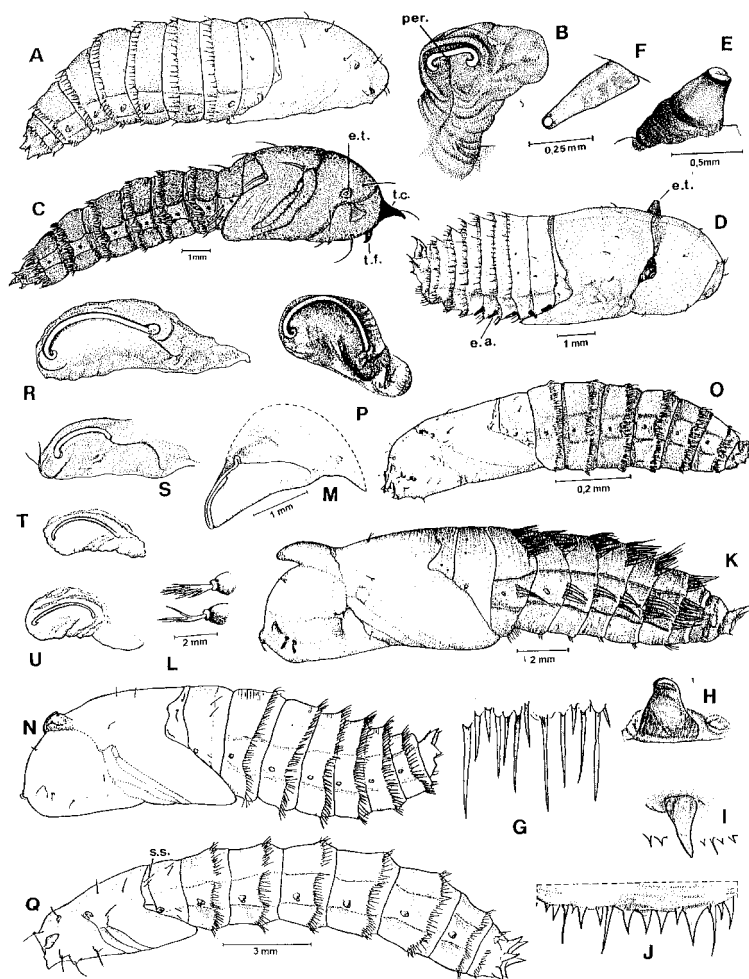 A
per.
B
F
E
0,25 mm
0,5mm
e.t.
C
e.t.
t.c.
t.f.
1mm
D
e.a.
1 mm
R
P
O
S
M
1 mm
0,2 mm
T
K
U
L
2 mm
2 mm
N
G
H
I
s.s.
Q
3 mm
J